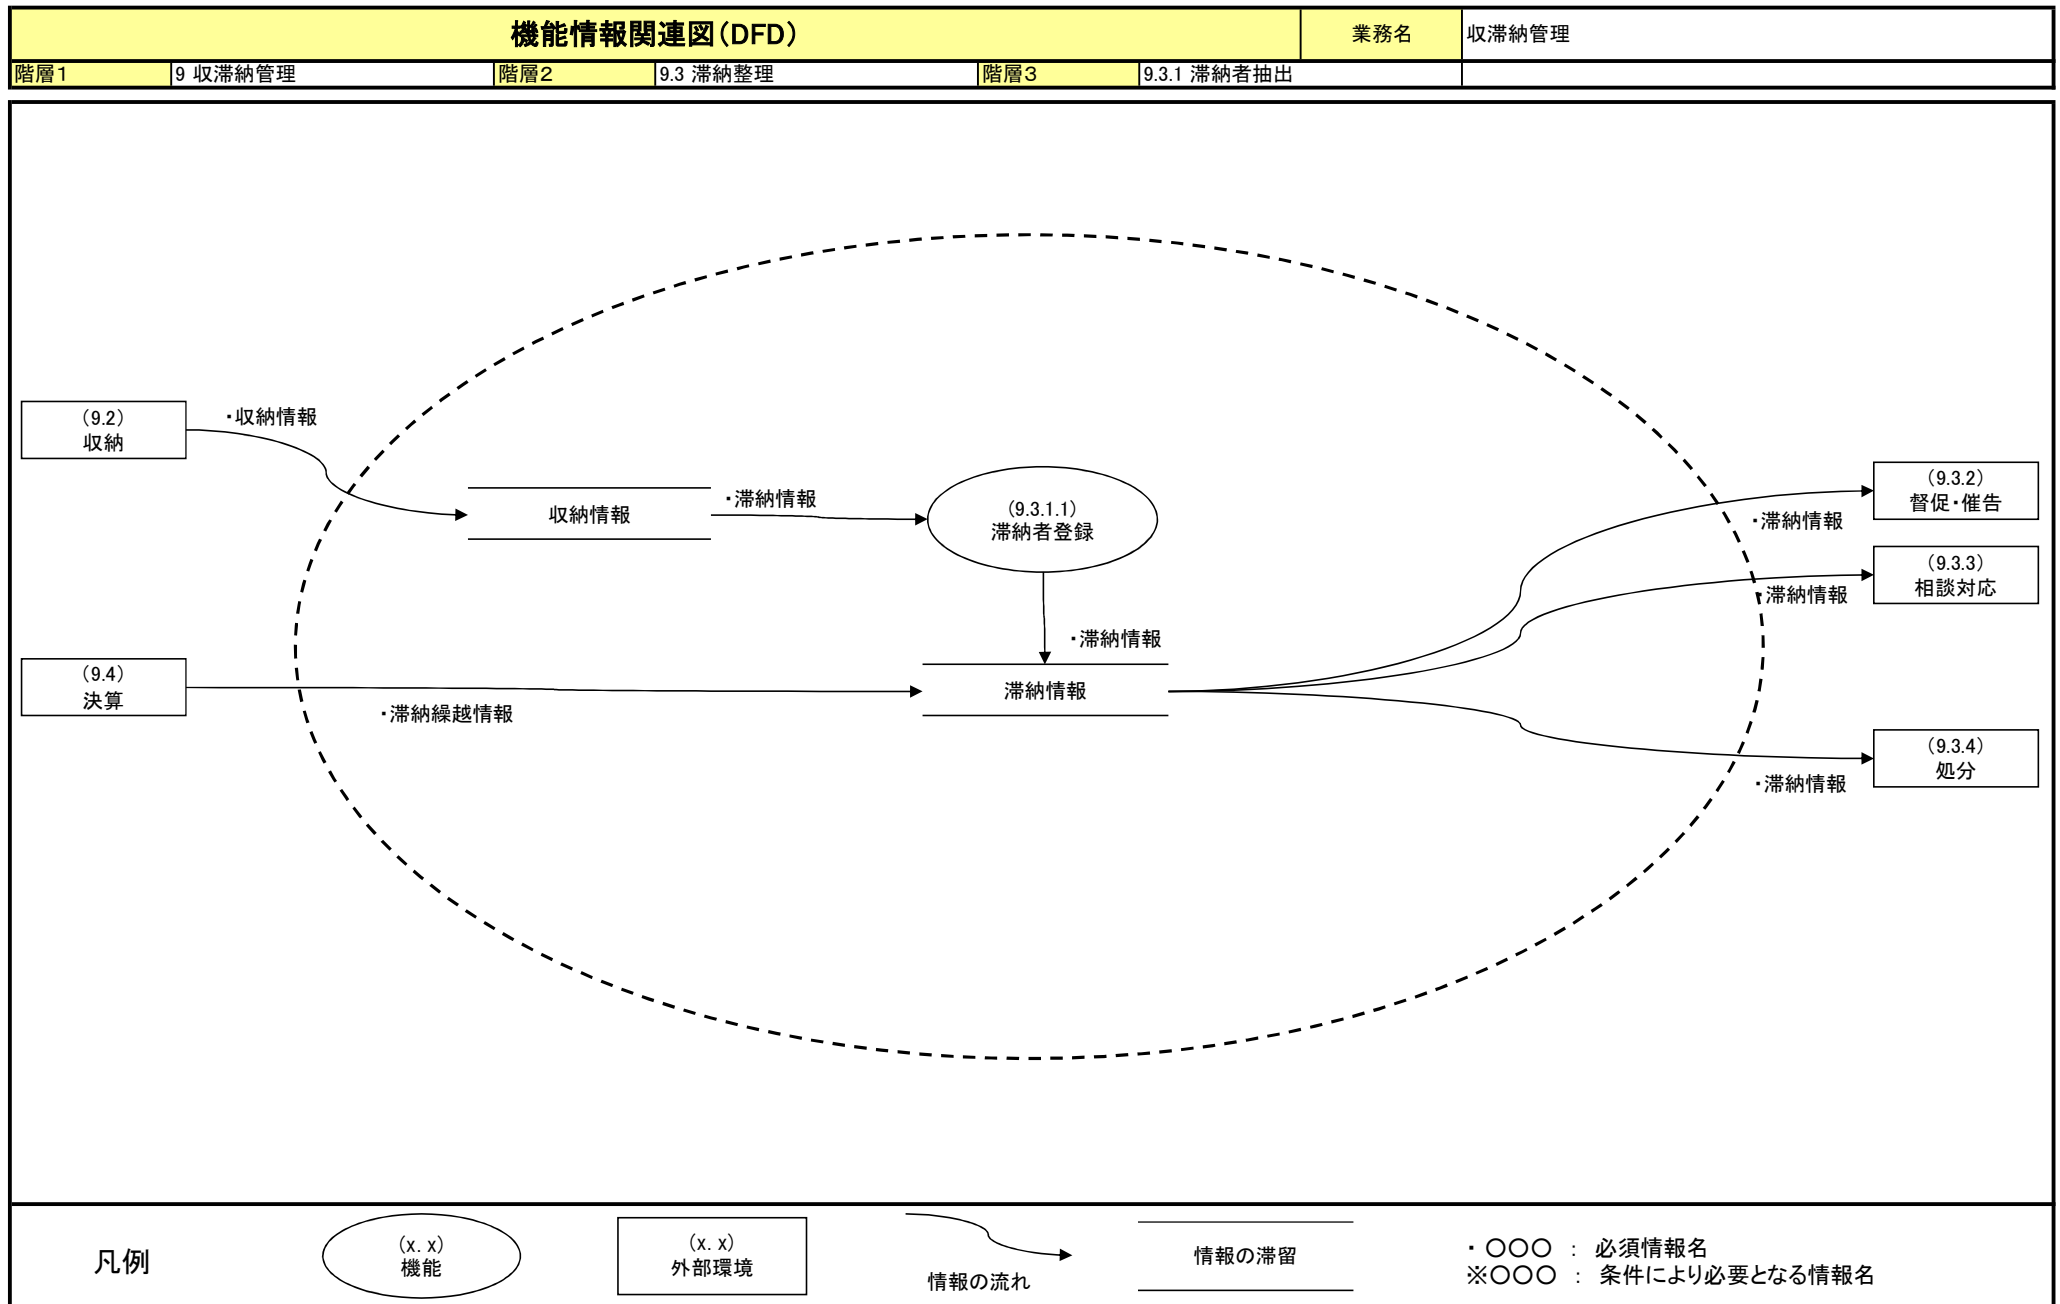 機能情報関連図(DFD)
業務名
収滞納管理
階層1
9 収滞納管理
階層2
9.3 滞納整理
階層3
9.3.1 滞納者抽出
(9.2)
収納
・収納情報
収納情報
・滞納情報
(9.3.1.1)
滞納者登録
・滞納情報
(9.4)
決算
・滞納繰越情報
滞納情報
(9.3.2)
督促・催告
・滞納情報
(9.3.3)
相談対応
・滞納情報
(9.3.4)
処分
・滞納情報
凡例
(x. x)
機能
(x. x)
外部環境
情報の流れ
情報の滞留
・ ○○○ : 必須情報名
※○○○ : 条件により必要となる情報名